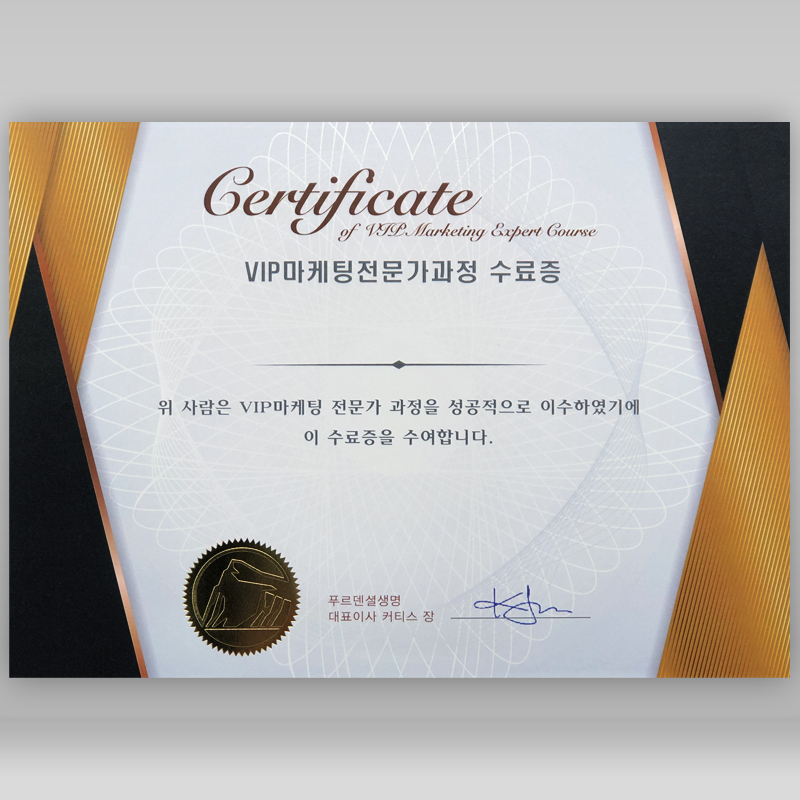 Certificate
of VIP Marketing Expert Course
VIP마케팅전문가과정 수료증
위 사람은 VIP마케팅 전문가 과정을 성공적으로 이수하였기에
이 수료증을 수여합니다.
푸르덴셜생명
대표이사 커티스 장